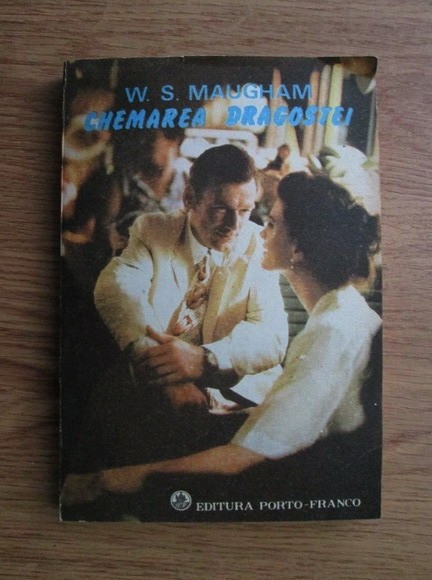 W. S. MAUGHAM
CHEMAREA DRAGOSTEI
EDITURA PORTO-FRANCO